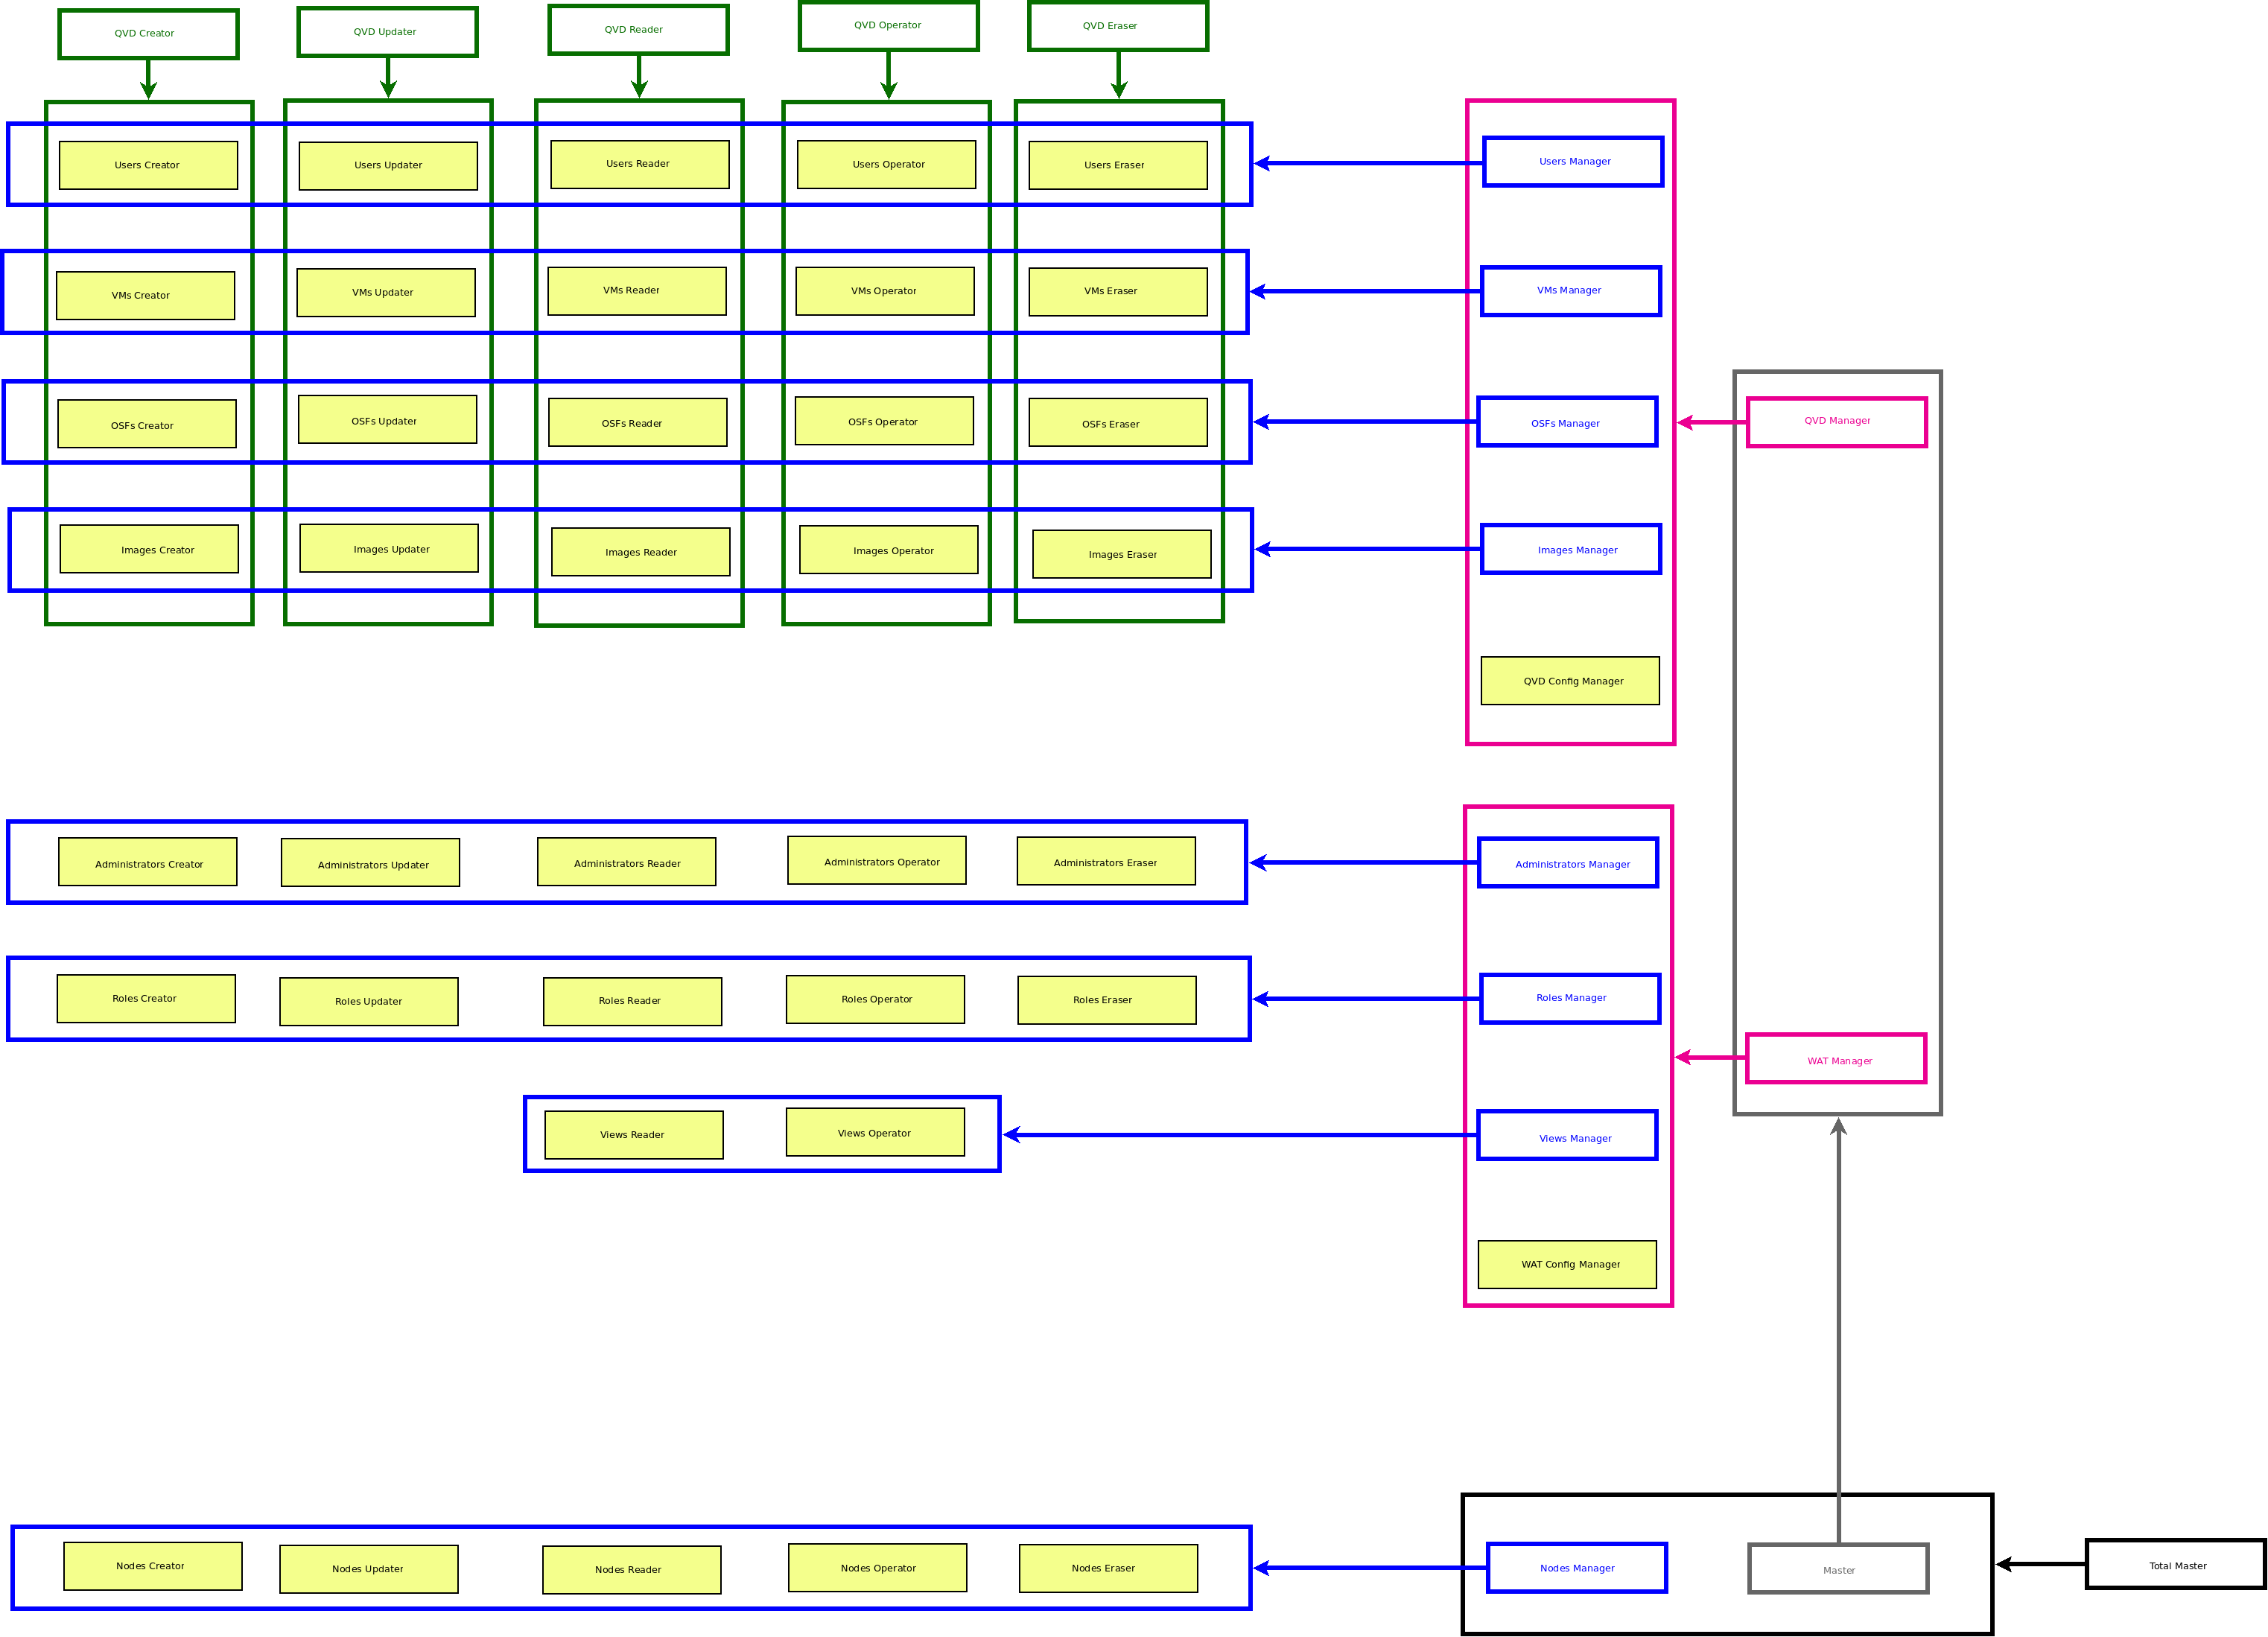 QVD Creator
QVD Updater
QVD Reader
QVD Operator
QVD Eraser
Users Creator
Users Updater
Users Reader
Users Operator
Users Eraser
Users Manager
VMs Creator
VMs Updater
VMs Reader
VMs Operator
VMs Eraser
VMs Manager
OSFs Creator
OSFs Updater
OSFs Reader
OSFs Operator
OSFs Eraser
OSFs Manager
QVD Manager
Images Creator
Images Updater
Images Reader
Images Operator
Images Eraser
Images Manager
QVD Config Manager
Administrators Creator
Administrators Updater
Administrators Reader
Administrators Operator
Administrators Eraser
Administrators Manager
Roles Creator
Roles Updater
Roles Reader
Roles Operator
Roles Eraser
Roles Manager
WAT Manager
Views Reader
Views Operator
Views Manager
WAT Config Manager
Nodes Creator
Nodes Updater
Nodes Reader
Nodes Operator
Nodes Eraser
Nodes Manager
Master
Total Master